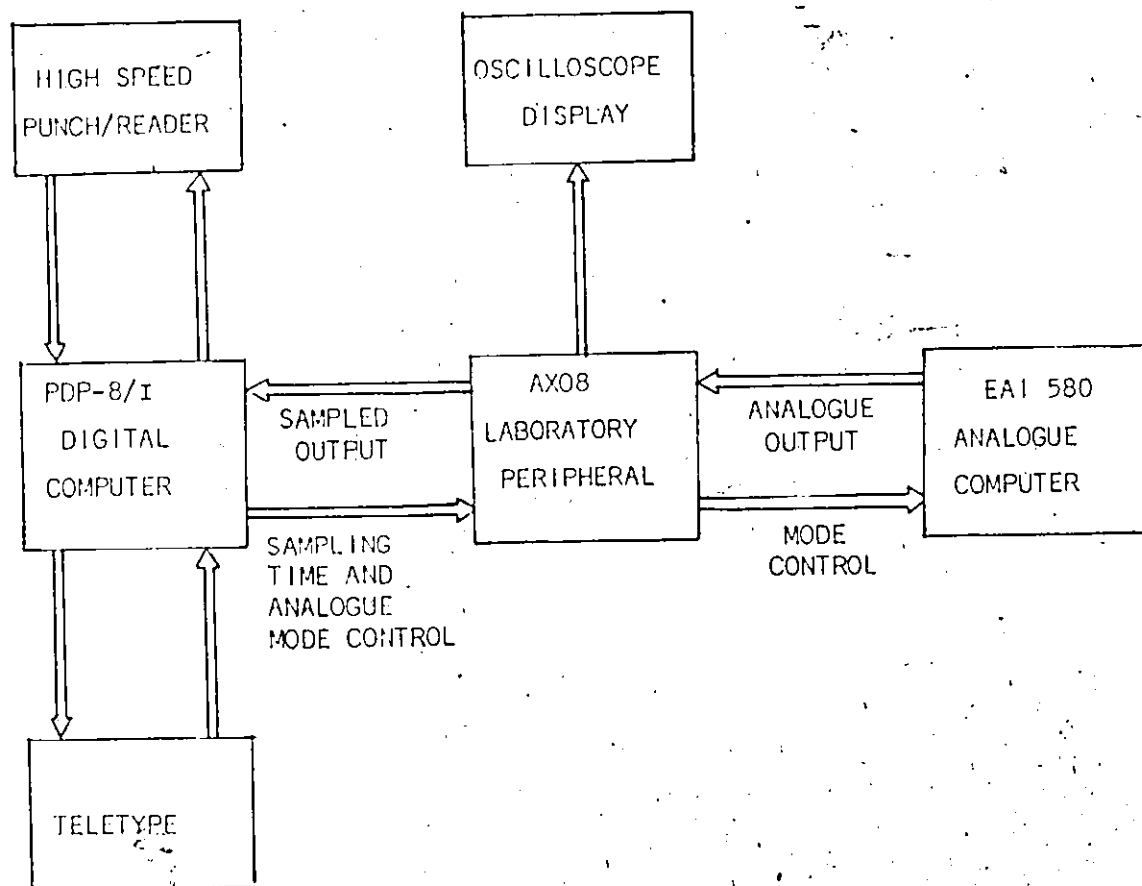 HIGH SPEED
PUNCH/READER
OSCILLOSCOPE
DISPLAY
PDP-8/I
DIGITAL
COMPUTER
SAMPLED
OUTPUT
AX08
LABORATORY
PERIPHERAL
ANALOGUE
OUTPUT
EAI 580
ANALOGUE
COMPUTER
SAMPLING
TIME AND
ANALOGUE
MODE CONTROL
MODE
CONTROL
TELETYPE